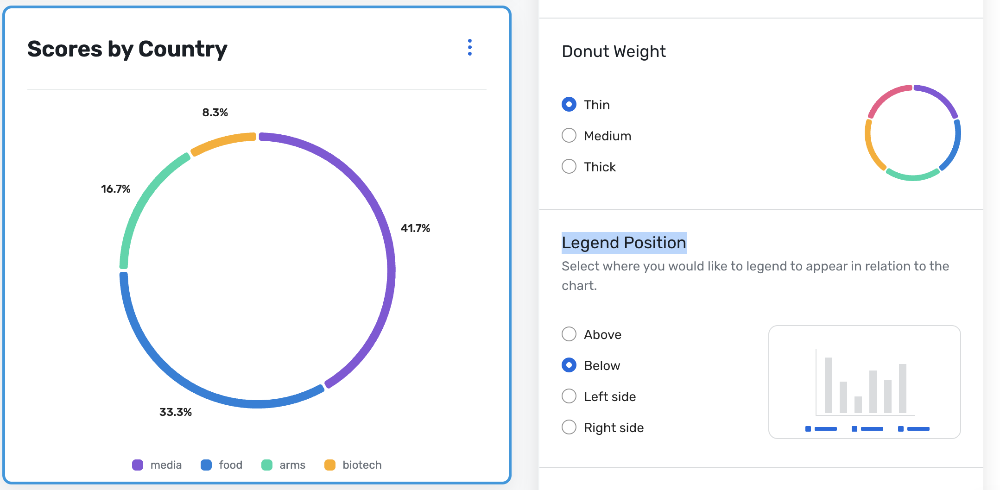 Scores by Country
8.3%
16.7%
41.7%
33.3%
media food arms biotech
Donut Weight
Thin
Medium
Thick
Legend Position
Select where you would like to legend to appear in relation to the
chart.
Above
Below
Left side
Right side